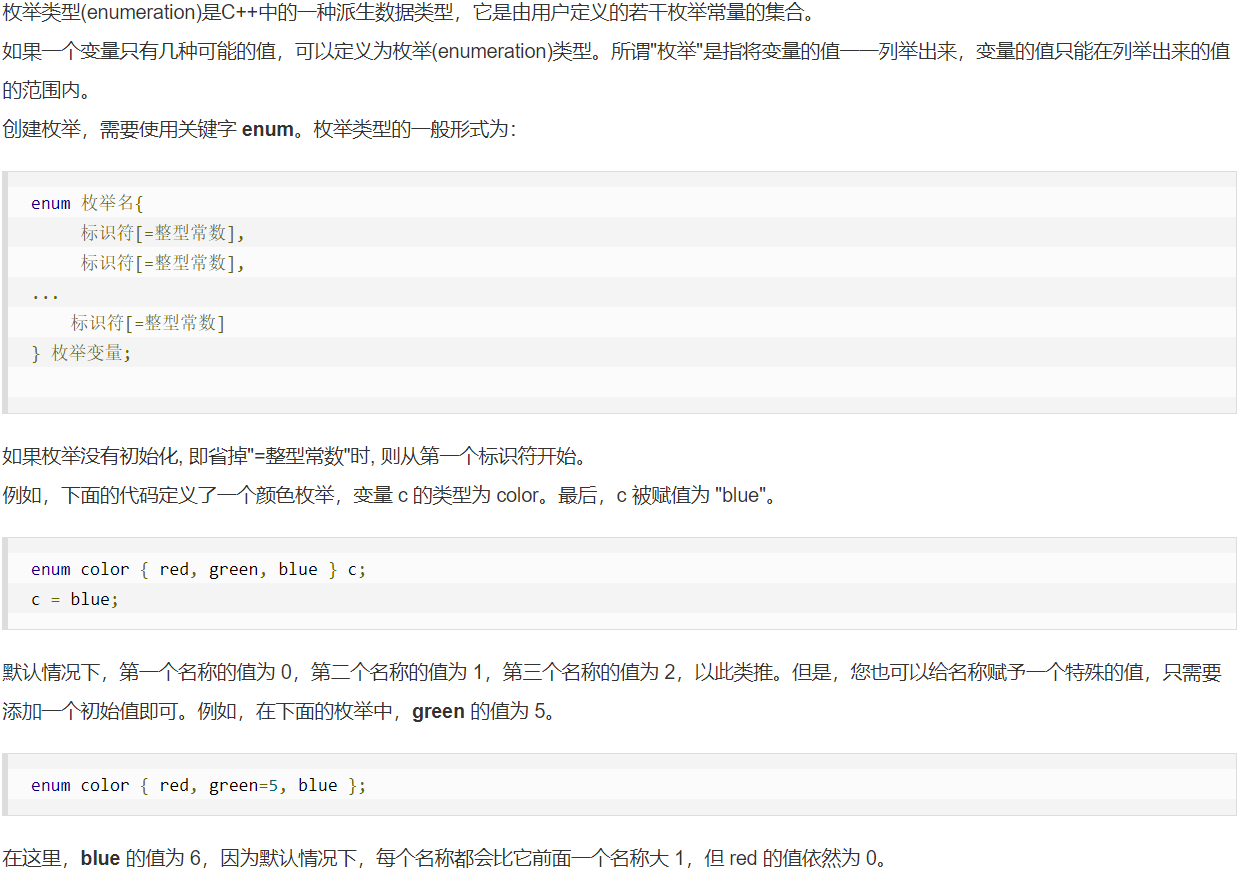 枚举类型(enumeration)是C++中的一种派生数据类型，它是由用户定义的若干枚举常量的集合。
如果一个变量只有几种可能的值，可以定义为枚举(enumeration)类型。所谓"枚举"是指将变量的值一一列举出来，变量的值只能在列举出来的值
的范围内。
创建枚举，需要使用关键字 enum。枚举类型的一般形式为：
enum 枚举名{
     标识符[=整型常数],
     标识符[=整型常数],
...
    标识符[=整型常数]
} 枚举变量;
如果枚举没有初始化, 即省掉"=整型常数"时, 则从第一个标识符开始。
例如，下面的代码定义了一个颜色枚举，变量 c 的类型为 color。最后，c 被赋值为 "blue"。
enum color { red, green, blue } c;
c = blue;
默认情况下，第一个名称的值为 0，第二个名称的值为 1，第三个名称的值为 2，以此类推。但是，您也可以给名称赋予一个特殊的值，只需要
添加一个初始值即可。例如，在下面的枚举中，green 的值为 5。
enum color { red, green=5, blue };
在这里，blue 的值为 6，因为默认情况下，每个名称都会比它前面一个名称大 1，但 red 的值依然为 0。